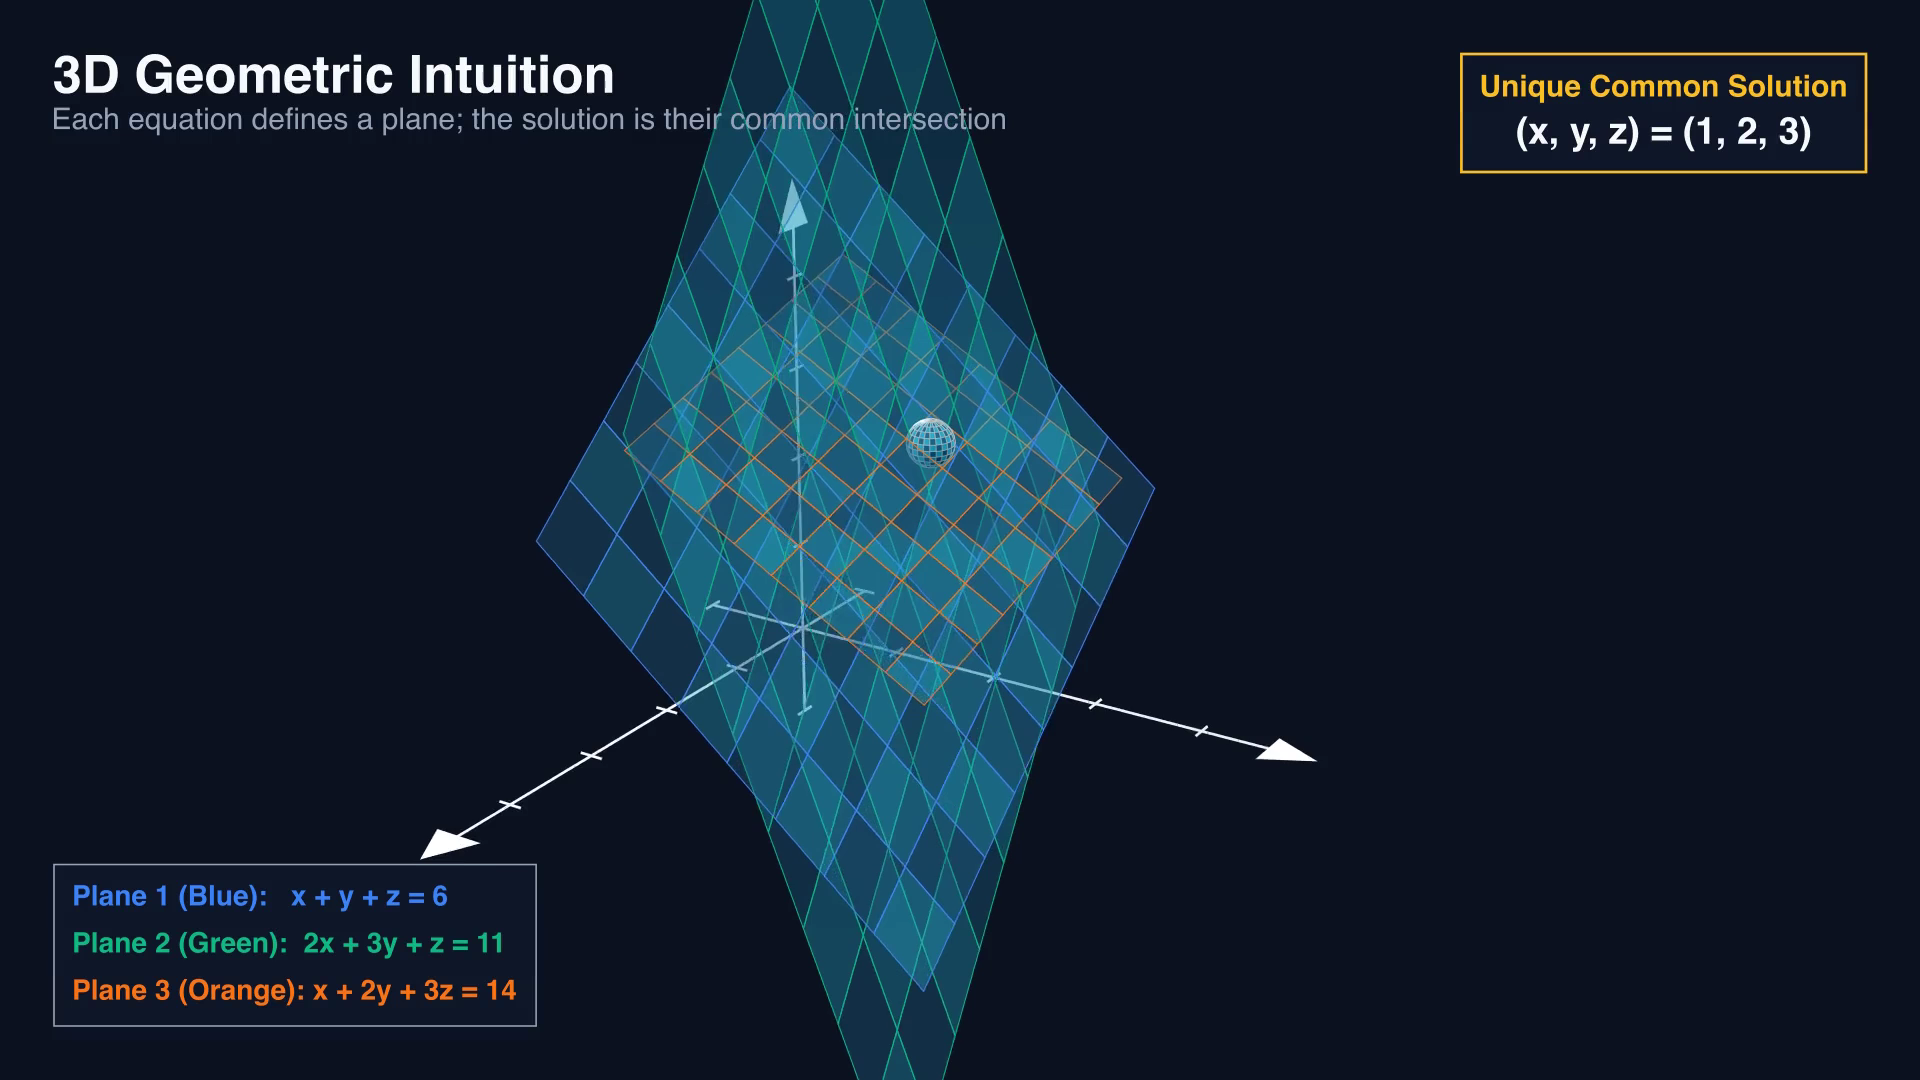 3D Geometric Intuition
Each equation defines a plane; the solution is their common intersection
Unique Common Solution
(x, y, z) = (1, 2, 3)
Plane 1 (Blue): x + y + z = 6
Plane 2 (Green): 2x + 3y + z = 11
Plane 3 (Orange): x + 2y + 3z = 14